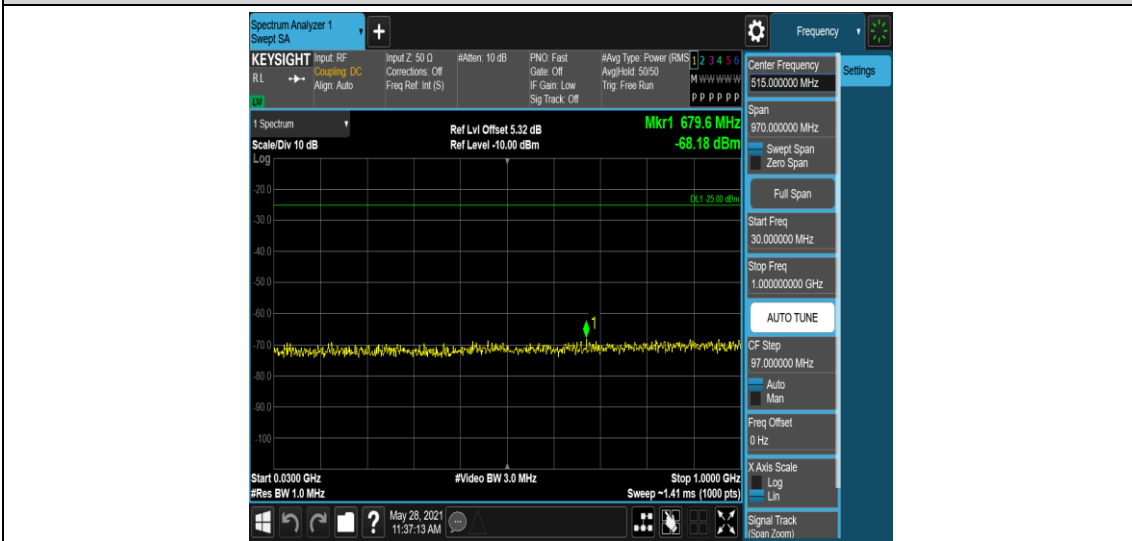 Spectrum Analyzer 1
Swept SA
+
Frequency
KEYSIGHT
RL
LXI
Input: RF
Coupling: DC
Align: Auto
Input Z: 50 Ω
Corrections: Off
Freq Ref: Int (S)
#Atten: 10 dB
PNO: Fast
Gate: Off
IF Gain: Low
Sig Track: Off
#Avg Type: Power (RMS
Avg|Hold: 50/50
Trig: Free Run
1 2 3 4 5 6
M W W W W W
P P P P P P
1 Spectrum
Scale/Div 10 dB
Log
Ref Lvl Offset 5.32 dB
Ref Level -10.00 dBm
Mkr1 679.6 MHz
-68.18 dBm
DL1 -25.00 dBm
-20.0
-30.0
-40.0
-50.0
-60.0
-70.0
-80.0
-90.0
-100
1
Start 0.0300 GHz
#Res BW 1.0 MHz
#Video BW 3.0 MHz
Stop 1.0000 GHz
Sweep ~1.41 ms (1000 pts)
?
May 28, 2021
11:37:13 AM
Center Frequency
515.000000 MHz
Settings
Span
970.000000 MHz
Swept Span
Zero Span
Full Span
Start Freq
30.000000 MHz
Stop Freq
1.000000000 GHz
AUTO TUNE
CF Step
97.000000 MHz
Auto
Man
Freq Offset
0 Hz
X Axis Scale
Log
Lin
Signal Track
(Span Zoom)